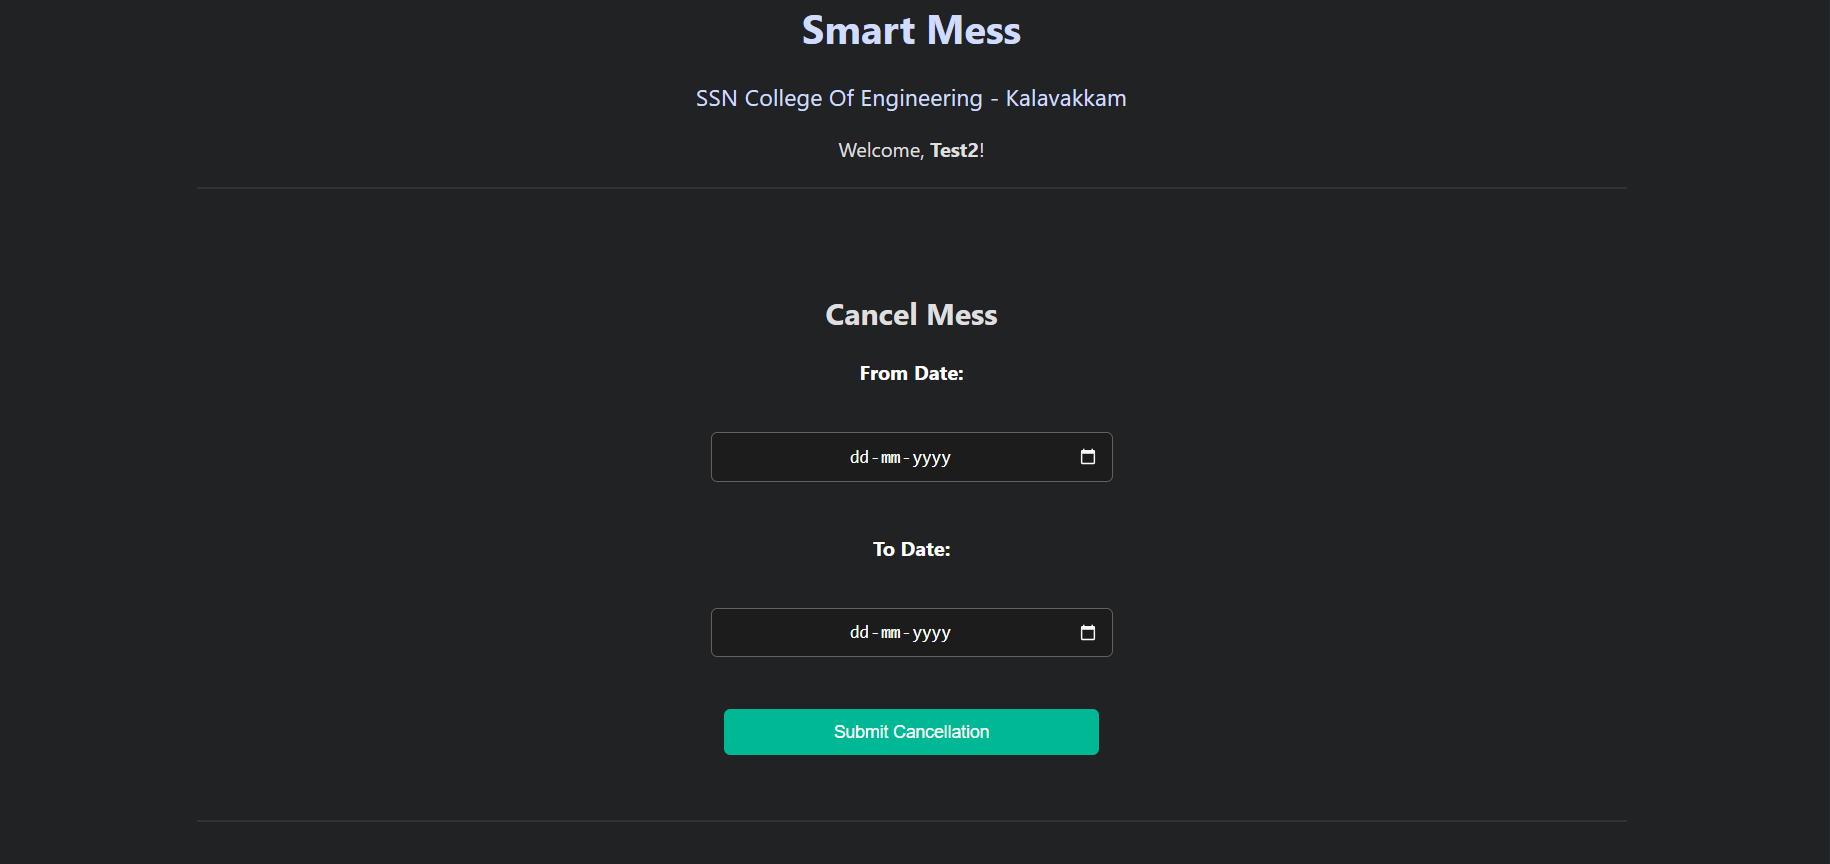 Smart Mess
SSN College Of Engineering - Kalavakkam
Welcome, Test2!
Cancel Mess
From Date:
dd-mm-yyyy
To Date:
dd-mm-yyyy
Submit Cancellation